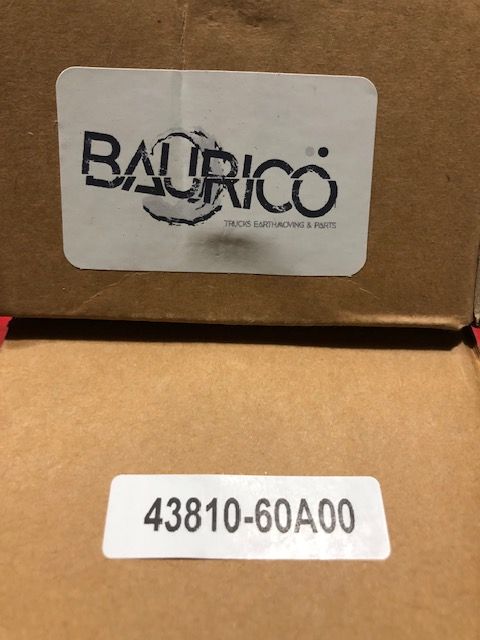 BAURICÖ
TRUCKS EARTHMOVING & PARTS
43810-60A00